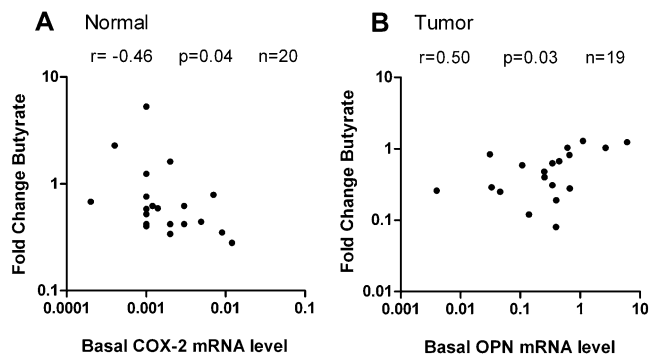 A Normal
r= -0.46 p=0.04 n=20
Fold Change Butyrate
10
1
0.1
0.0001 0.001 0.01 0.1
Basal COX-2 mRNA level
B Tumor
r=0.50 p=0.03 n=19
Fold Change Butyrate
10
1
0.1
0.01
0.001 0.01 0.1 1 10
Basal OPN mRNA level